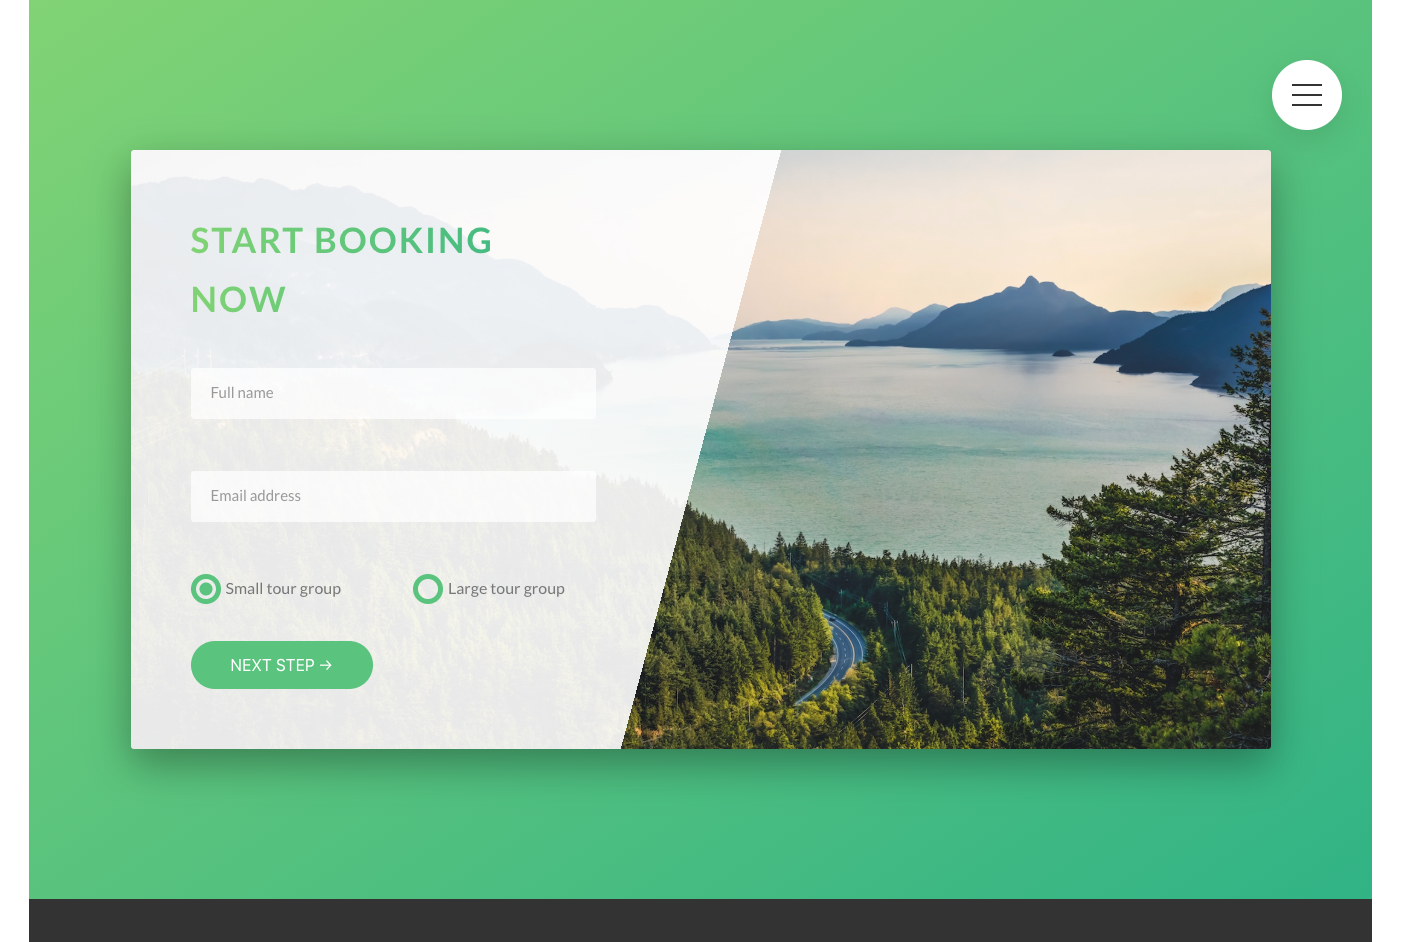 START BOOKING
NOW
Full name
Email address
Small tour group Large tour group
NEXT STEP →